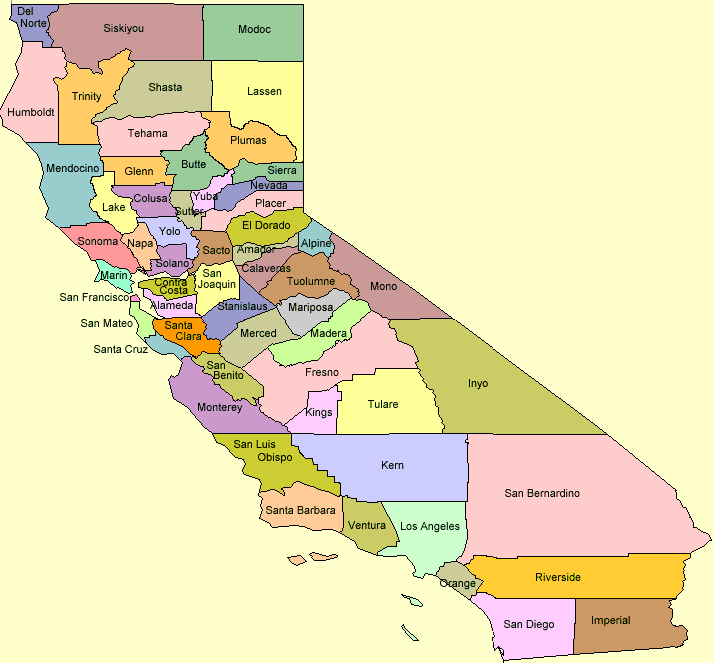 Del
Norte
Siskiyou
Modoc
Humboldt
Trinity
Shasta
Lassen
Tehama
Plumas
Mendocino
Glenn
Butte
Sierra
Nevada
Lake
Colusa
Sutter
Yuba
Placer
Sonoma
Napa
Yolo
El Dorado
Sacto
Amador
Alpine
Solano
Marin
Calaveras
San
Joaquin
Tuolumne
Mono
Contra
Costa
San Francisco
Alameda
Stanislaus
Mariposa
San Mateo
Santa
Clara
Merced
Madera
Santa Cruz
San
Benito
Fresno
Inyo
Monterey
Kings
Tulare
San Luis
Obispo
Kern
San Bernardino
Santa Barbara
Ventura
Los Angeles
Orange
Riverside
San Diego
Imperial